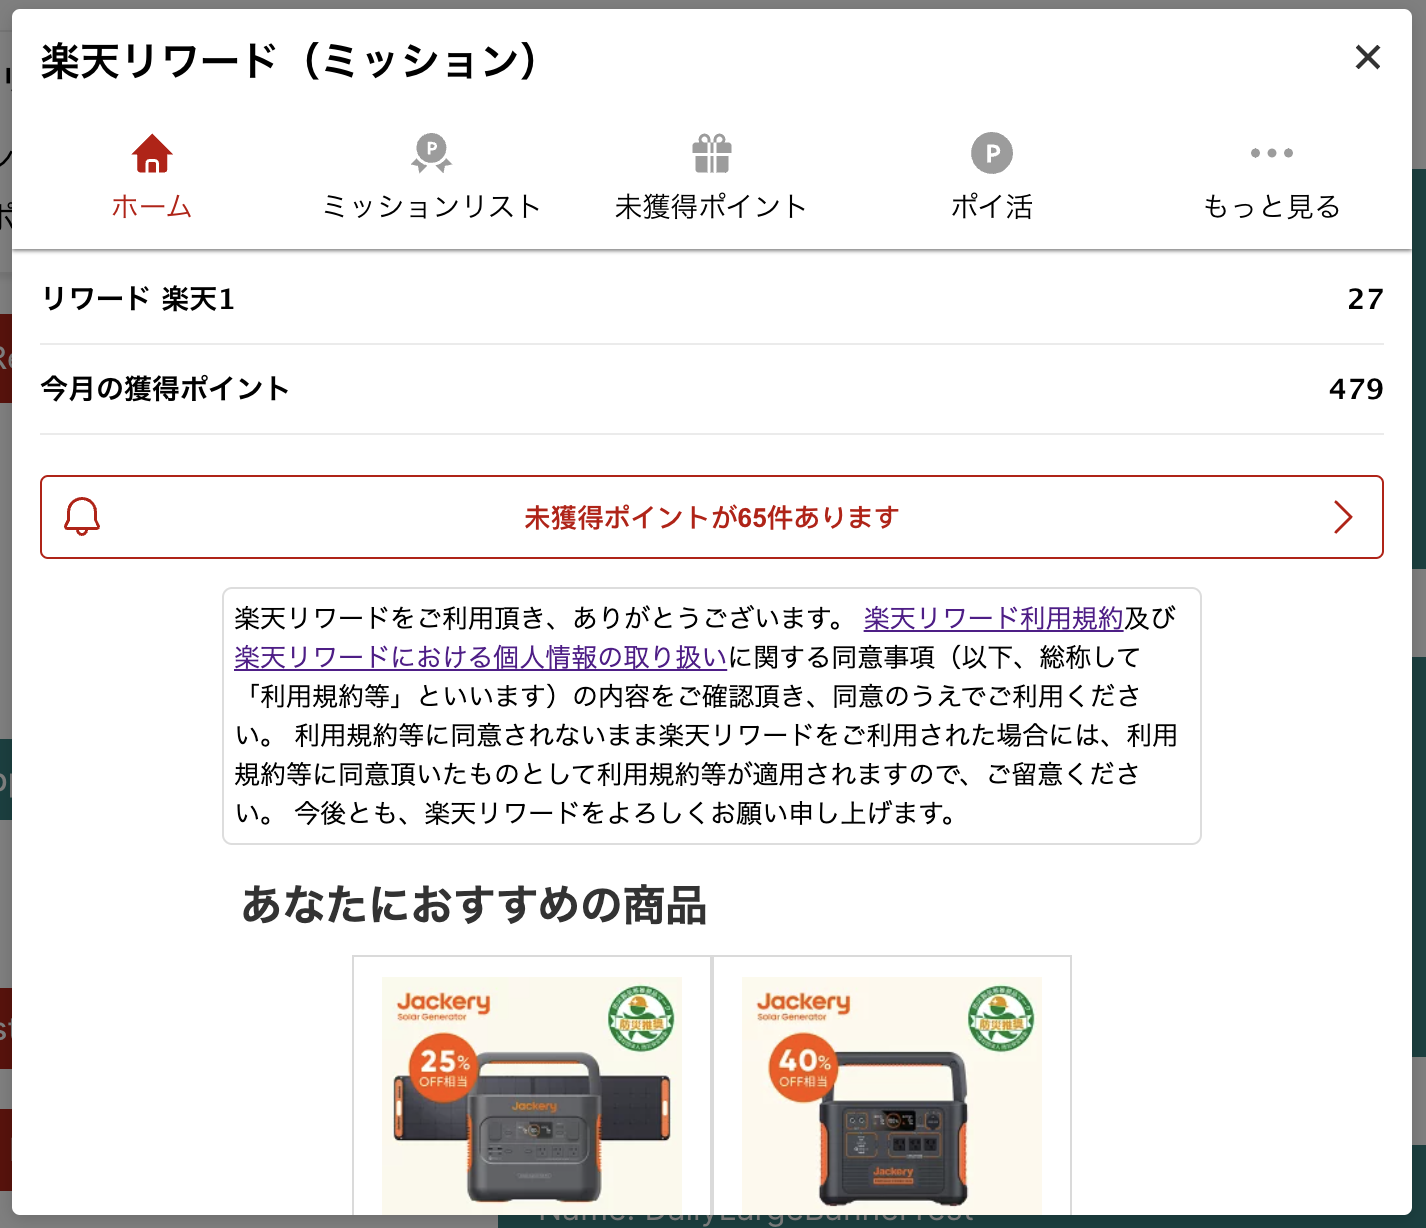 楽天リワード（ミッション）
ホーム
ミッションリスト
未獲得ポイント
ポイ活
もっと見る
リワード 楽天1
27
今月の獲得ポイント
479
未獲得ポイントが65件あります
楽天リワードをご利用頂き、ありがとうございます。 楽天リワード利用規約及び
楽天リワードにおける個人情報の取り扱いに関する同意事項（以下、総称して
「利用規約等」といいます）の内容をご確認頂き、同意のうえでご利用くださ
い。 利用規約等に同意されないまま楽天リワードをご利用された場合には、利用
規約等に同意頂いたものとして利用規約等が適用されますので、ご留意くださ
い。 今後とも、楽天リワードをよろしくお願い申し上げます。
あなたにおすすめの商品
Jackery
Solar Generator
防災推奨
25%
OFF相当
Jackery
Jackery
Solar Generator
防災推奨
40%
OFF相当
Jackery